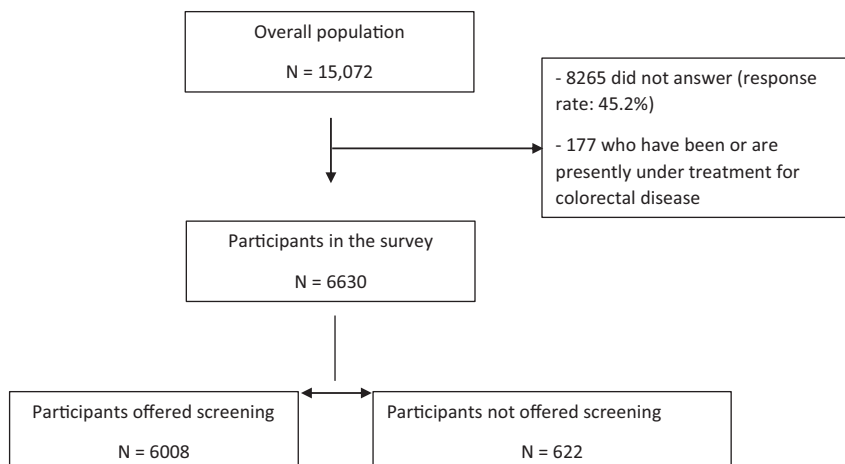 Overall population
N = 15,072
- 8265 did not answer (response
rate: 45.2%)
- 177 who have been or are
presently under treatment for
colorectal disease
Participants in the survey
N = 6630
Participants offered screening
N = 6008
Participants not offered screening
N = 622